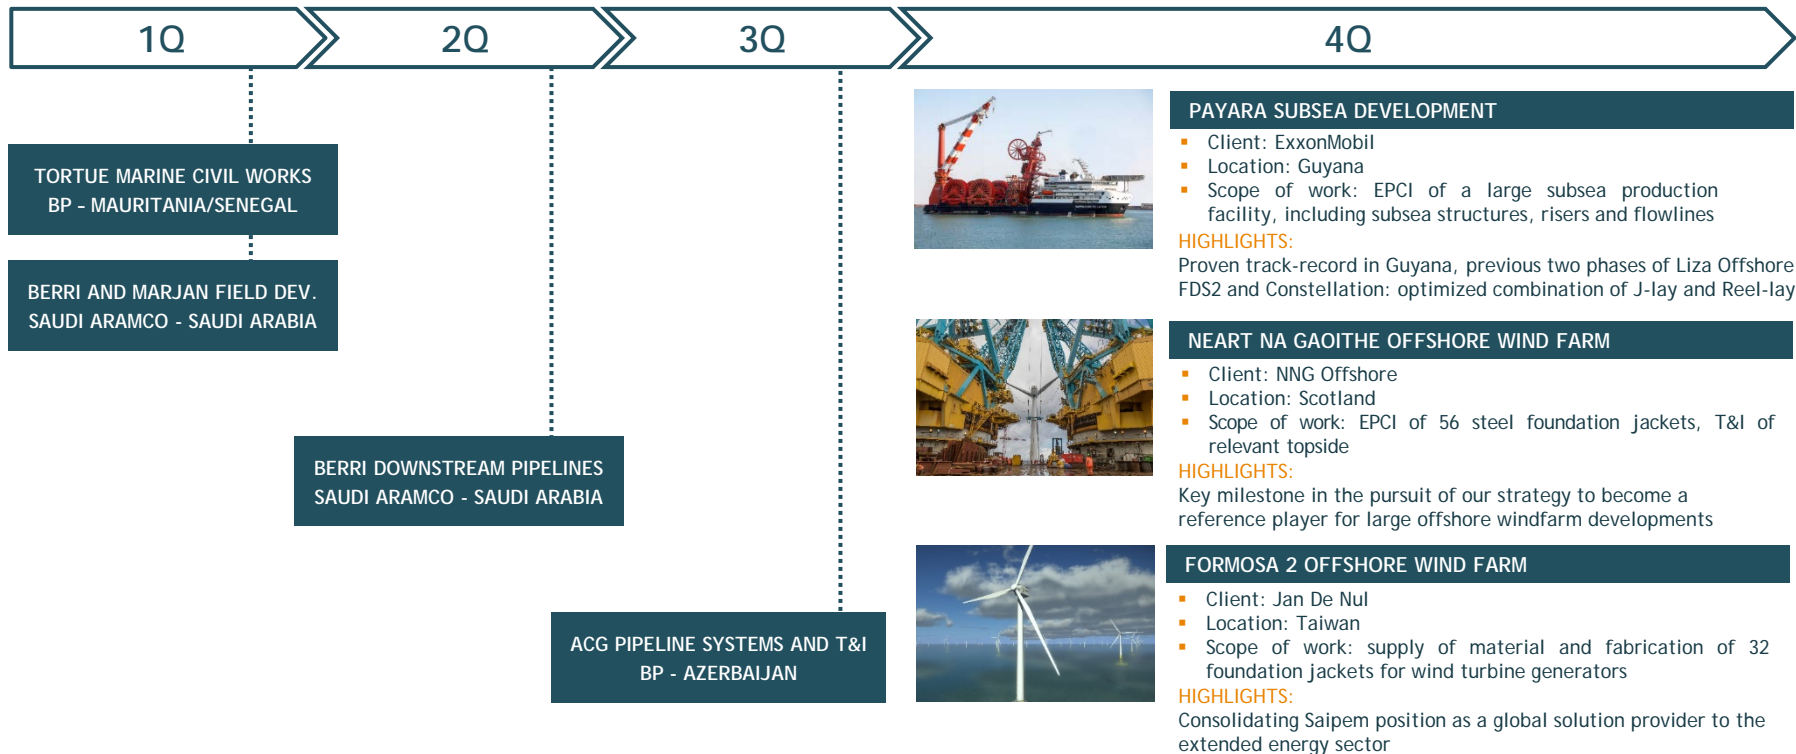 1Q
2Q
3Q
4Q
TORTUE MARINE CIVIL WORKS
BP - MAURITANIA/SENEGAL
BERRI AND MARJAN FIELD DEV.
SAUDI ARAMCO - SAUDI ARABIA
BERRI DOWNSTREAM PIPELINES
SAUDI ARAMCO - SAUDI ARABIA
ACG PIPELINE SYSTEMS AND T&I
BP - AZERBAIJAN
PAYARA SUBSEA DEVELOPMENT
▪ Client: ExxonMobil
▪ Location: Guyana
▪ Scope of work: EPCI of a large subsea production
facility, including subsea structures, risers and flowlines
HIGHLIGHTS:
Proven track-record in Guyana, previous two phases of Liza Offshore
FDS2 and Constellation: optimized combination of J-lay and Reel-lay
NEART NA GAOITHE OFFSHORE WIND FARM
▪ Client: NNG Offshore
▪ Location: Scotland
▪ Scope of work: EPCI of 56 steel foundation jackets, T&I of
relevant topside
HIGHLIGHTS:
Key milestone in the pursuit of our strategy to become a
reference player for large offshore windfarm developments
FORMOSA 2 OFFSHORE WIND FARM
▪ Client: Jan De Nul
▪ Location: Taiwan
▪ Scope of work: supply of material and fabrication of 32
foundation jackets for wind turbine generators
HIGHLIGHTS:
Consolidating Saipem position as a global solution provider to the
extended energy sector